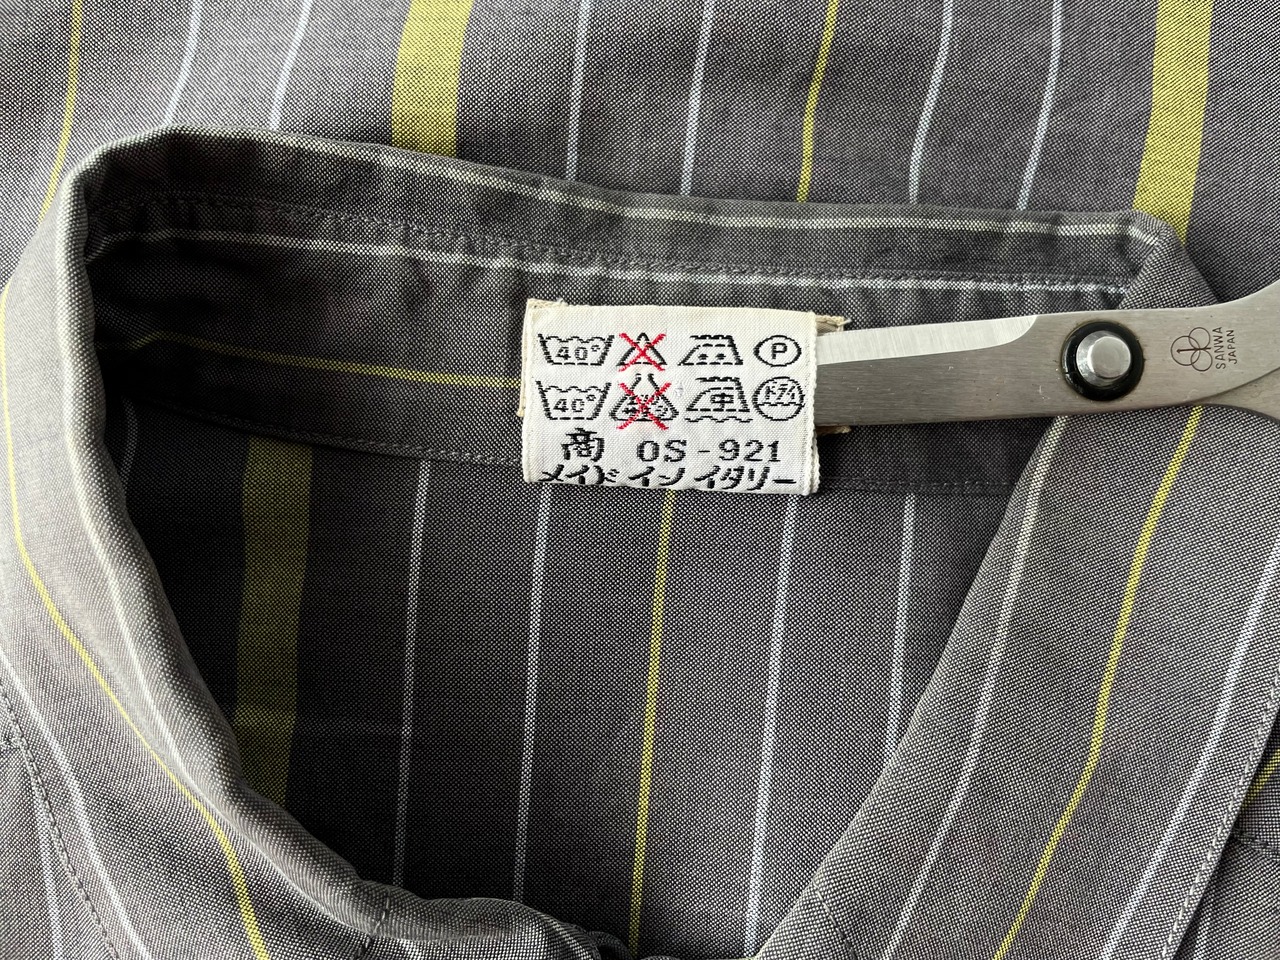 40° P
40° 中 ドライ
商 OS-921
メイド イン イタリー
SANWA
JAPAN